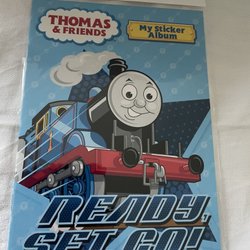 THOMAS
& FRIENDS
My Sticker
Album
READY,
SET GO!